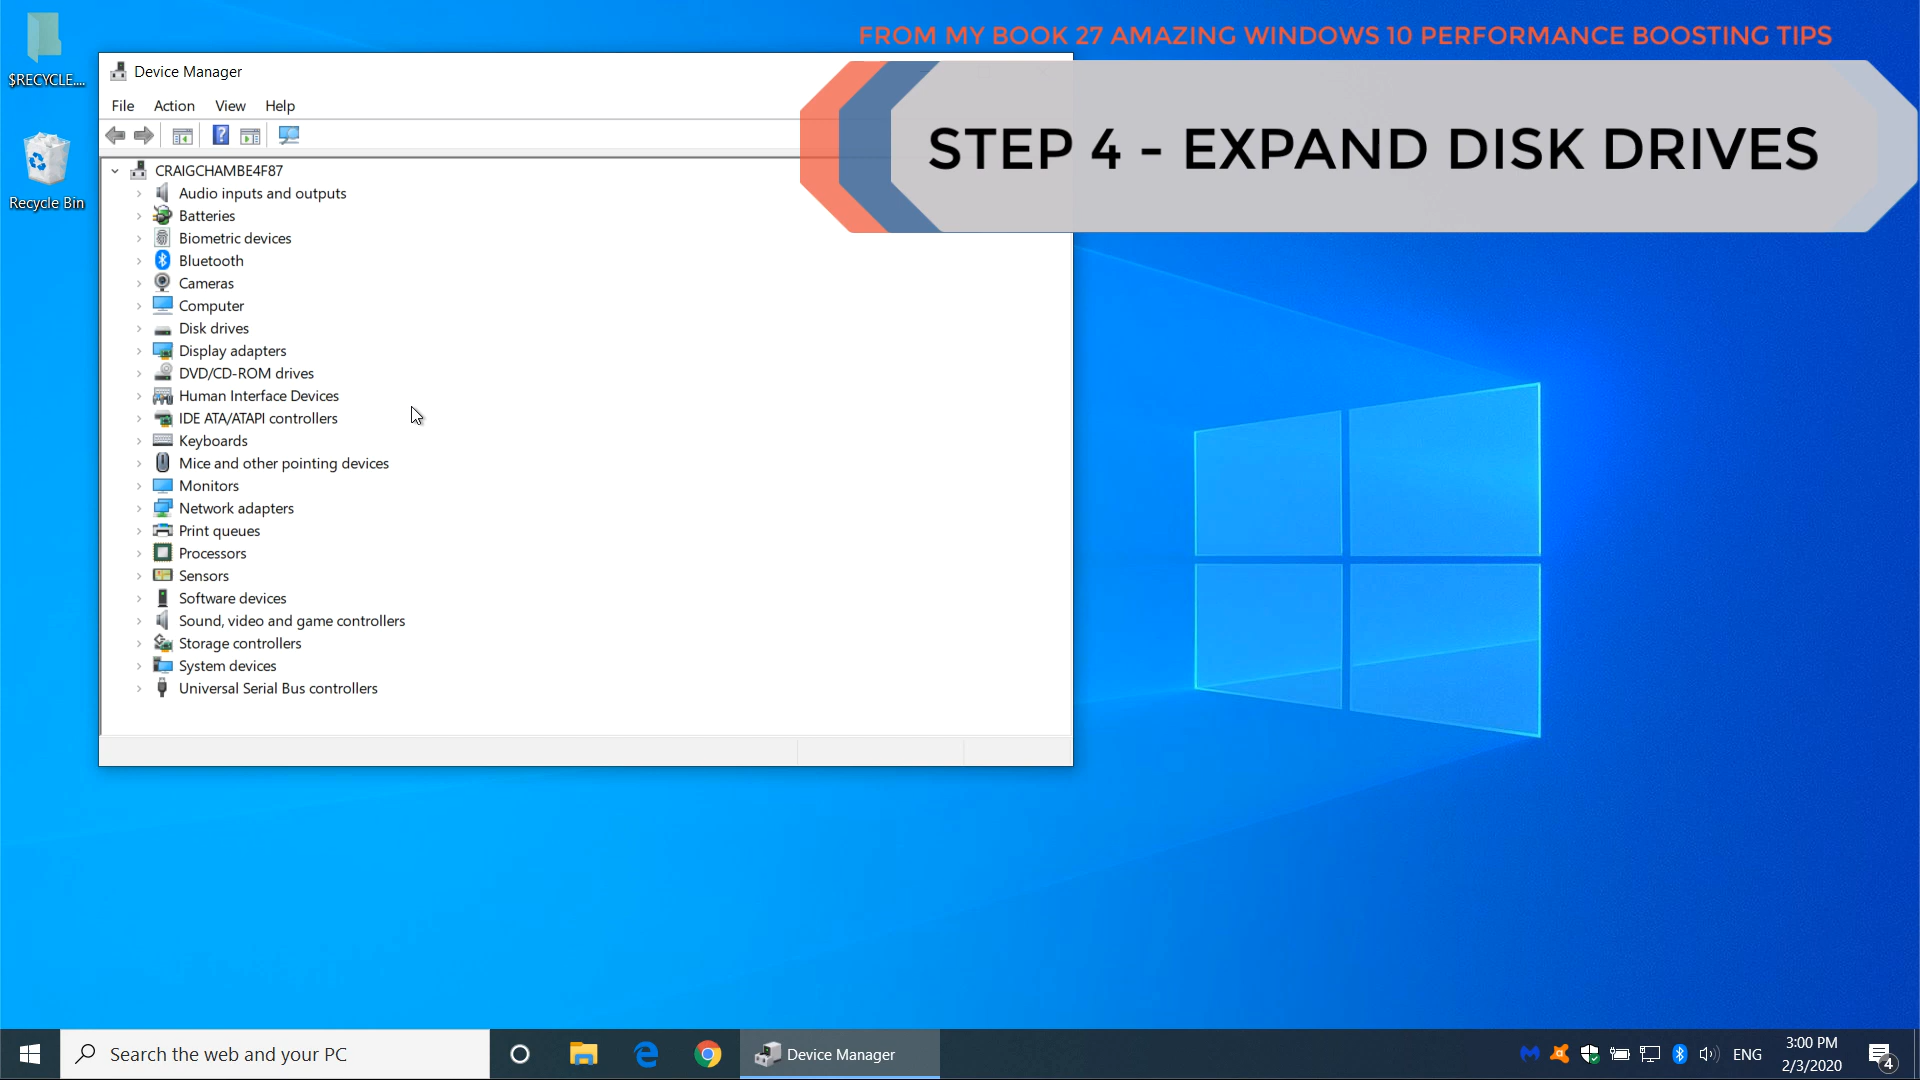 FROM MY BOOK 27 AMAZING WINDOWS 10 PERFORMANCE BOOSTING TIPS
STEP 4 - EXPAND DISK DRIVES
$RECYCLE....
Recycle Bin
Device Manager
File Action View Help
CRAIGCHAMBE4F87
Audio inputs and outputs
Batteries
Biometric devices
Bluetooth
Cameras
Computer
Disk drives
Display adapters
DVD/CD-ROM drives
Human Interface Devices
IDE ATA/ATAPI controllers
Keyboards
Mice and other pointing devices
Monitors
Network adapters
Print queues
Processors
Sensors
Software devices
Sound, video and game controllers
Storage controllers
System devices
Universal Serial Bus controllers
Search the web and your PC
Device Manager
ENG
3:00 PM
2/3/2020
4